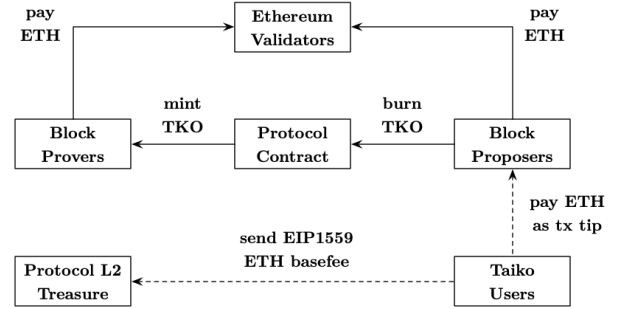 pay
ETH
Ethereum
Validators
pay
ETH
mint
TKO
burn
TKO
Block
Provers
Protocol
Contract
Block
Proposers
pay ETH
as tx tip
send EIP1559
ETH basefee
Protocol L2
Treasure
Taiko
Users